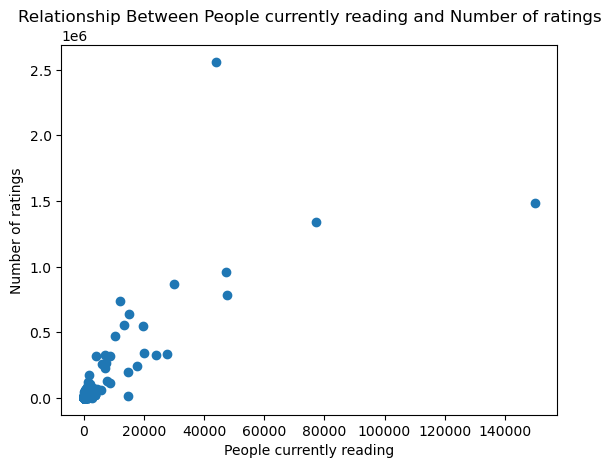 Relationship Between People currently reading and Number of ratings
1e6
2.5
2.0
1.5
1.0
0.5
0.0
Number of ratings
0 20000 40000 60000 80000 100000 120000 140000
People currently reading